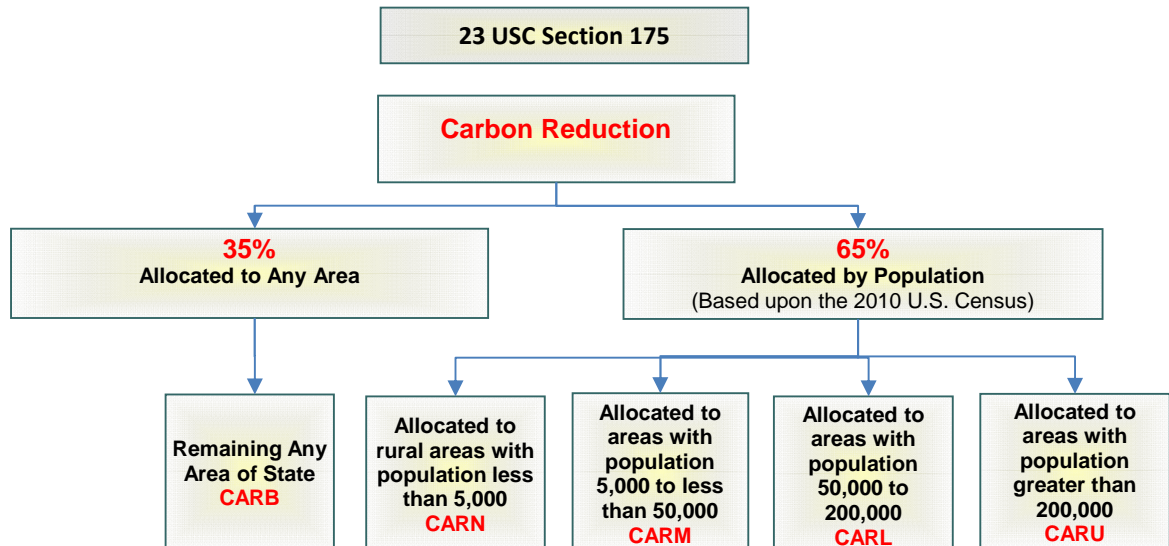 23 USC Section 175
Carbon Reduction
35%
Allocated to Any Area
65%
Allocated by Population
(Based upon the 2010 U.S. Census)
Remaining Any
Area of State
CARB
Allocated to
rural areas with
population less
than 5,000
CARN
Allocated to
areas with
population
5,000 to less
than 50,000
CARM
Allocated to
areas with
population
50,000 to
200,000
CARL
Allocated to
areas with
population
greater than
200,000
CARU